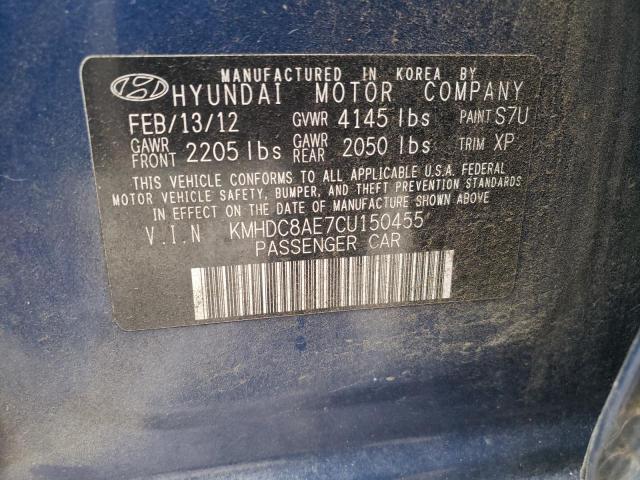 MANUFACTURED IN KOREA BY
HYUNDAI MOTOR COMPANY
FEB/13/12 GVWR 4145 lbs PAINT S7U
GAWR FRONT 2205 lbs GAWR REAR 2050 lbs TRIM XP
THIS VEHICLE CONFORMS TO ALL APPLICABLE U.S.A. FEDERAL
MOTOR VEHICLE SAFETY, BUMPER, AND THEFT PREVENTION STANDARDS
IN EFFECT ON THE DATE OF MANUFACTURE SHOWN ABOVE
V.I.N KMHDC8AE7CU150455
PASSENGER CAR